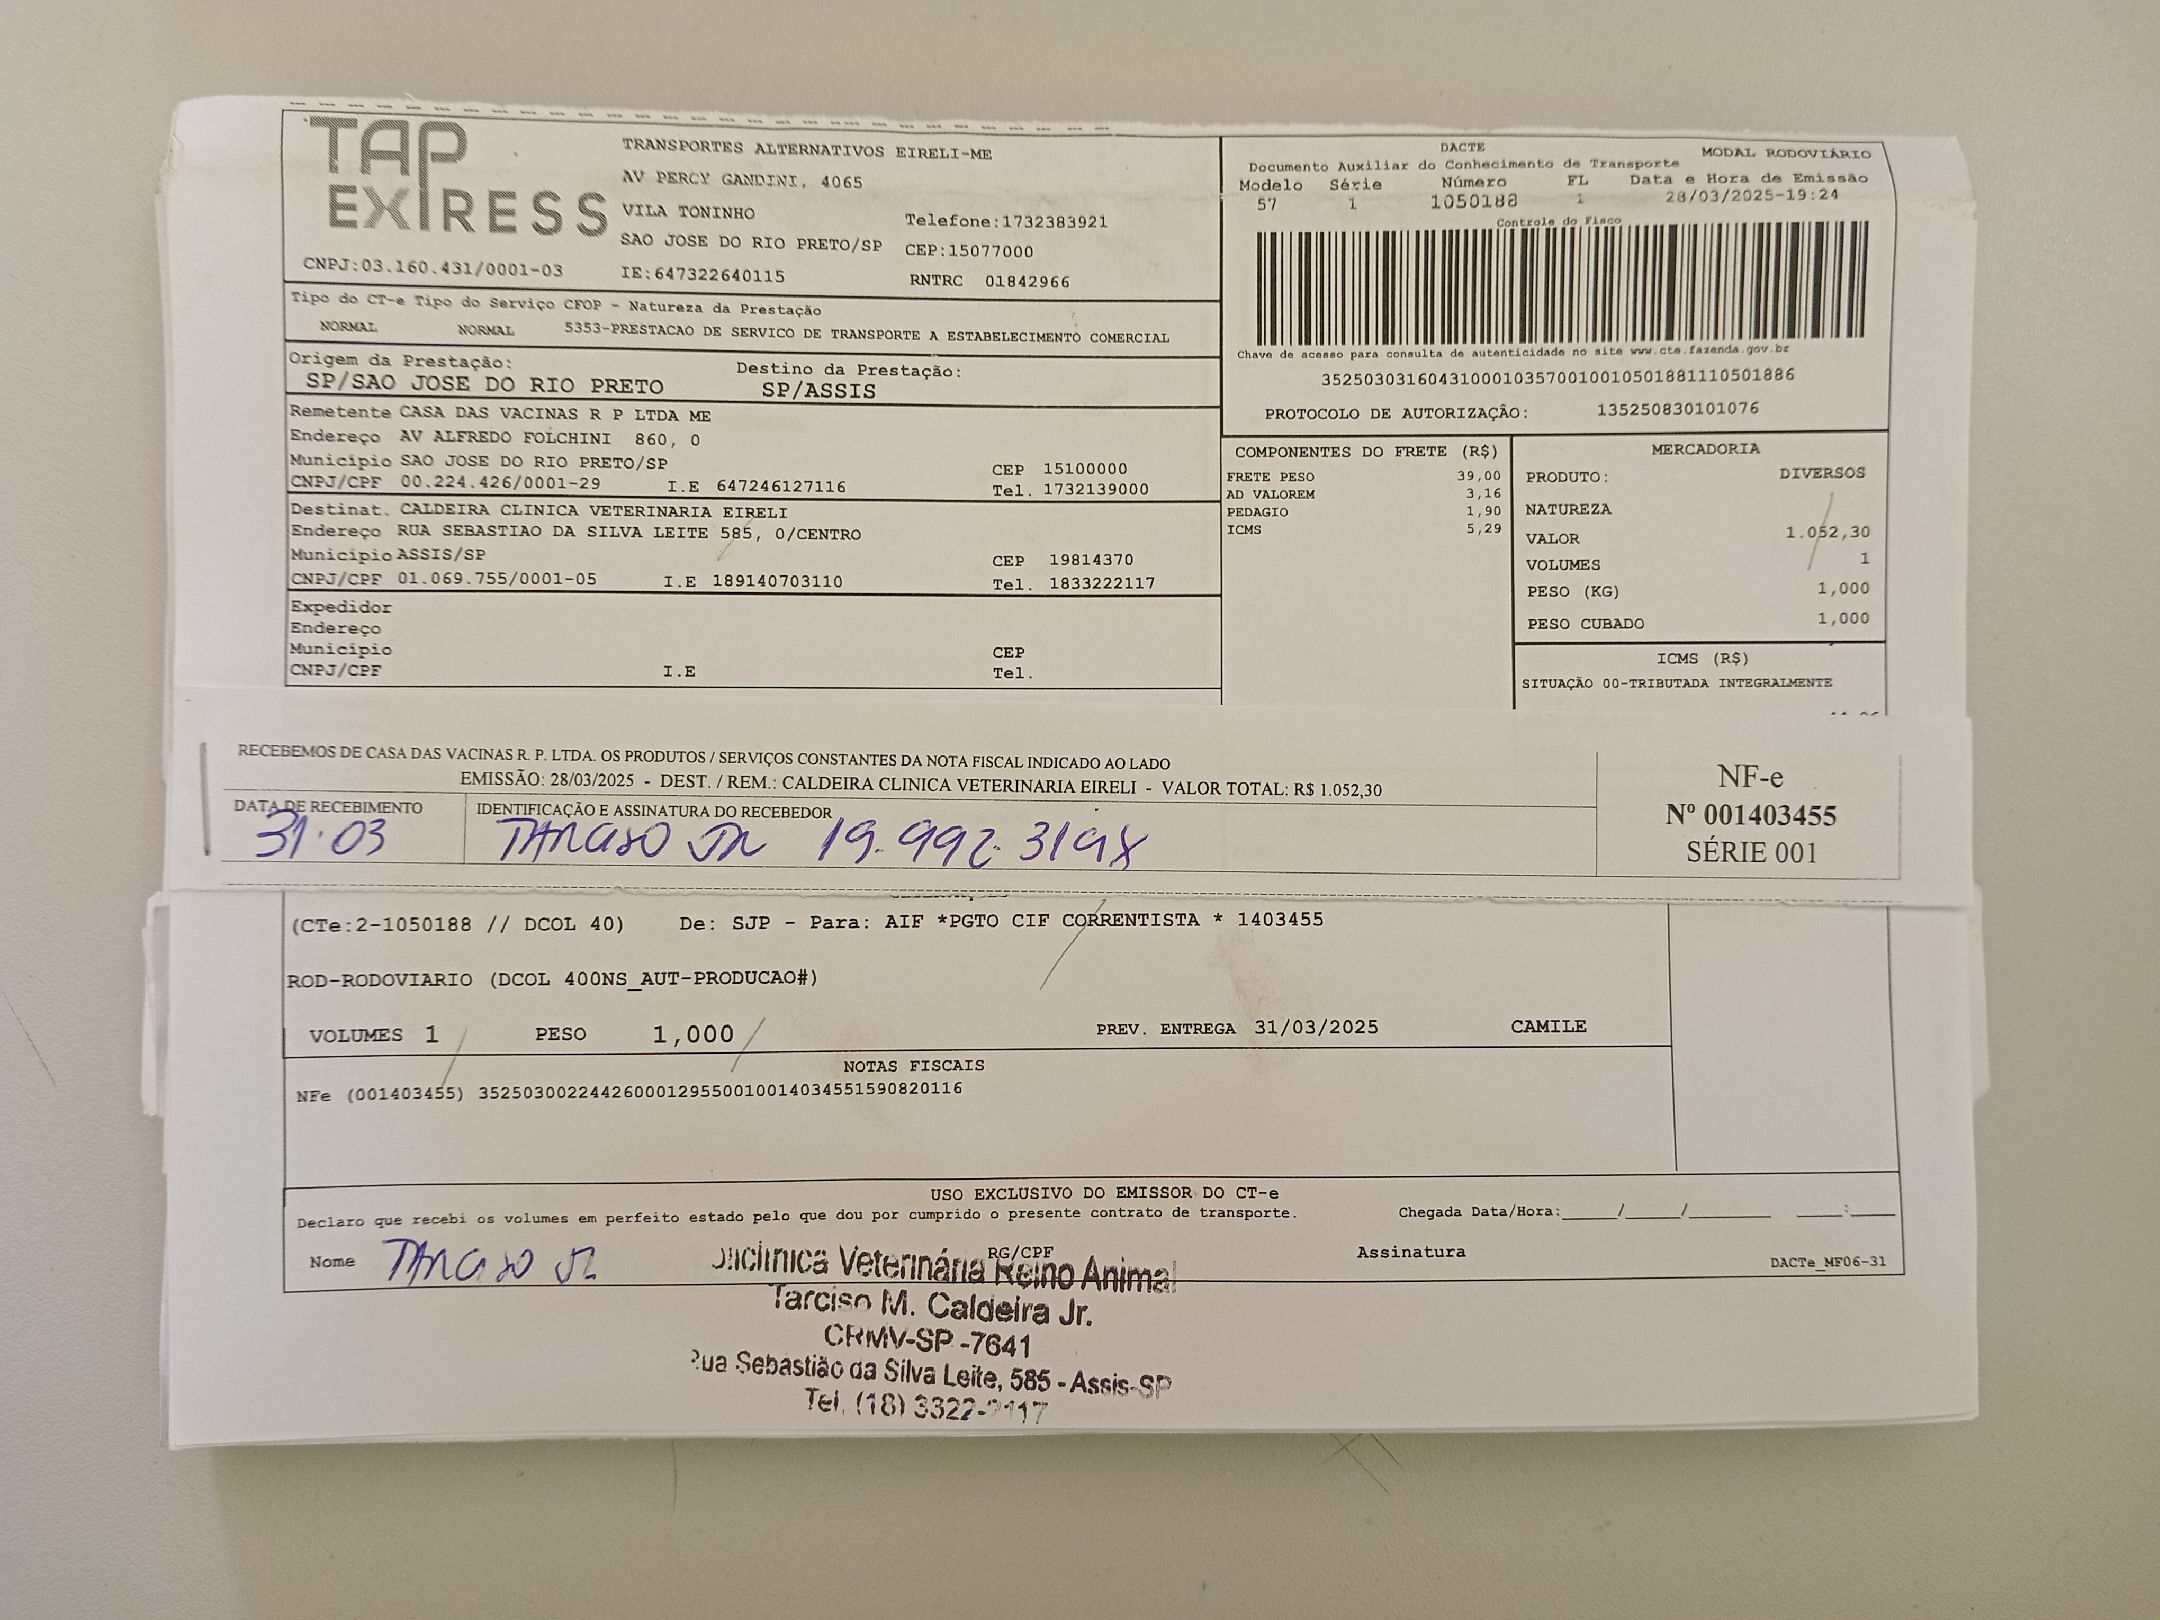 TAP EXPRESS
TRANSPORTES ALTERNATIVOS EIRELI-ME
AV PERCY GANDINI, 4065
VILA TONINHO Telefone:1732383921
SAO JOSE DO RIO PRETO/SP CEP:15077000
CNPJ:03.160.431/0001-03 IE:647322640115 RNTRC 01842966
DACTE MODAL RODOVIÁRIO
Documento Auxiliar do Conhecimento de Transporte
Modelo Série Número FL Data e Hora de Emissão
57 1 1050188 1 28/03/2025-19:24
Controle do Fisco
Chave de acesso para consulta de autenticidade no site www.cte.fazenda.gov.br
35250303160431000103570010010501881110501886
PROTOCOLO DE AUTORIZAÇÃO: 135250830101076
Tipo do CT-e Tipo do Serviço CFOP - Natureza da Prestação
NORMAL NORMAL 5353-PRESTACAO DE SERVICO DE TRANSPORTE A ESTABELECIMENTO COMERCIAL
Origem da Prestação: Destino da Prestação:
SP/SAO JOSE DO RIO PRETO SP/ASSIS
Remetente CASA DAS VACINAS R P LTDA ME
Endereço AV ALFREDO FOLCHINI 860, 0
Município SAO JOSE DO RIO PRETO/SP CEP 15100000
CNPJ/CPF 00.224.426/0001-29 I.E 647246127116 Tel. 1732139000
Destinat. CALDEIRA CLINICA VETERINARIA EIRELI
Endereço RUA SEBASTIAO DA SILVA LEITE 585, 0/CENTRO
Município ASSIS/SP CEP 19814370
CNPJ/CPF 01.069.755/0001-05 I.E 189140703110 Tel. 1833222117
Expedidor
Endereço
Município CEP
CNPJ/CPF I.E Tel.
COMPONENTES DO FRETE (R$)
FRETE PESO 39,00
AD VALOREM 3,16
PEDAGIO 1,90
ICMS 5,29
MERCADORIA
PRODUTO: DIVERSOS
NATUREZA
VALOR 1.052,30
VOLUMES 1
PESO (KG) 1,000
PESO CUBADO 1,000
ICMS (R$)
SITUAÇÃO 00-TRIBUTADA INTEGRALMENTE
RECEBEMOS DE CASA DAS VACINAS R. P. LTDA. OS PRODUTOS / SERVIÇOS CONSTANTES DA NOTA FISCAL INDICADO AO LADO
EMISSÃO: 28/03/2025 - DEST. / REM.: CALDEIRA CLINICA VETERINARIA EIRELI - VALOR TOTAL: R$ 1.052,30
DATA DE RECEBIMENTO IDENTIFICAÇÃO E ASSINATURA DO RECEBEDOR
31.03 TARCISO JR 19.992.319X
NF-e
Nº 001403455
SÉRIE 001
(CTe:2-1050188 // DCOL 40) De: SJP - Para: AIF *PGTO CIF CORRENTISTA * 1403455
ROD-RODOVIARIO (DCOL 400NS_AUT-PRODUCAO#)
VOLUMES 1 PESO 1,000 PREV. ENTREGA 31/03/2025 CAMILE
NOTAS FISCAIS
NFe (001403455) 35250300224426000129550010014034551590820116
USO EXCLUSIVO DO EMISSOR DO CT-e
Declaro que recebi os volumes em perfeito estado pelo que dou por cumprido o presente contrato de transporte. Chegada Data/Hora:____/____/______ ___:___
Nome TARCISO JR RG/CPF Assinatura DACTe_MF06-31
Veterinária Reino Animal
Tarciso M. Caldeira Jr.
CRMV-SP -7641
Rua Sebastião da Silva Leite, 585 - Assis-SP
Tel. (18) 3322-2117